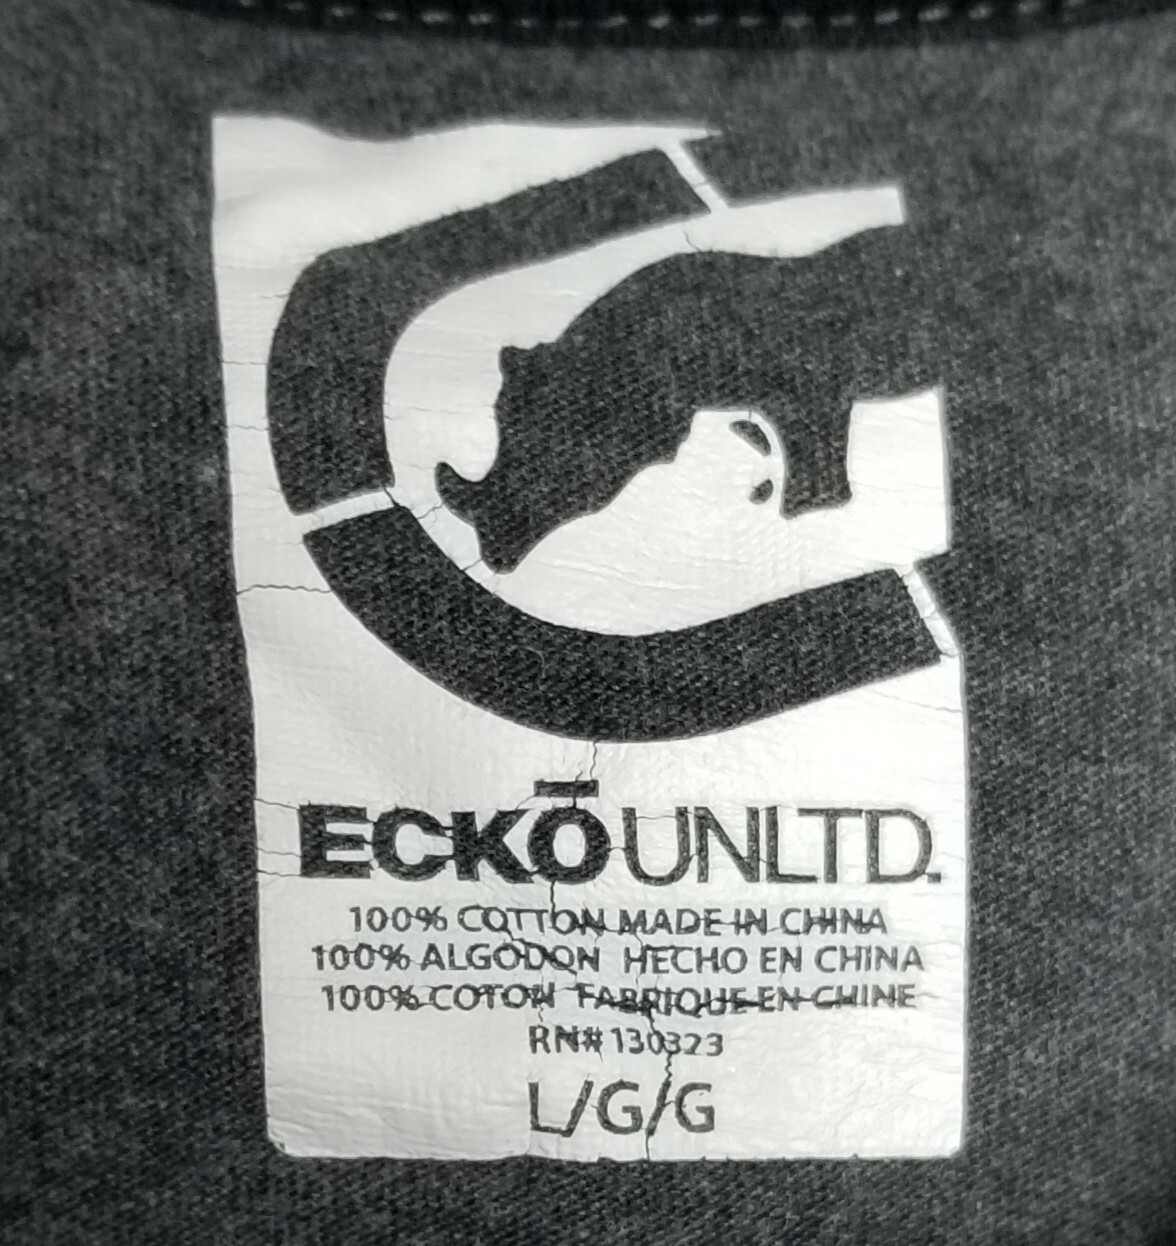 ECKŌUNLTD.
100% COTTON MADE IN CHINA
100% ALGODON HECHO EN CHINA
100% COTON FABRIQUE EN CHINE
RN# 130323
L/G/G